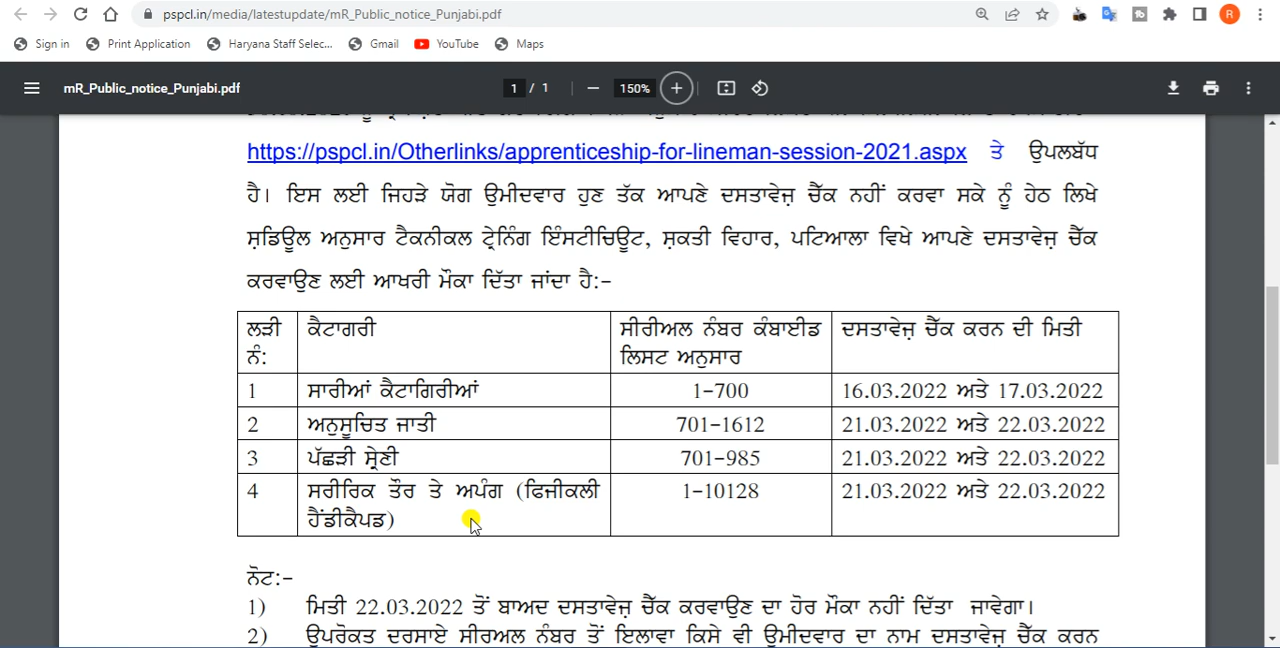 pspcl.in/media/latestupdate/mR_Public_notice_Punjabi.pdf
R
Sign in Print Application Haryana Staff Selec... Gmail YouTube Maps
mR_Public_notice_Punjabi.pdf 1 / 1 150%
https://pspcl.in/Otherlinks/apprenticeship-for-lineman-session-2021.aspx ਤੇ ਉਪਲਬੱਧ
ਹੈ। ਇਸ ਲਈ ਜਿਹੜੇ ਯੋਗ ਉਮੀਦਵਾਰ ਹੁਣ ਤੱਕ ਆਪਣੇ ਦਸਤਾਵੇਜ਼ ਚੈੱਕ ਨਹੀਂ ਕਰਵਾ ਸਕੇ ਨੂੰ ਹੇਠ ਲਿਖੇ
ਸ਼ਡਿਊਲ ਅਨੁਸਾਰ ਟੈਕਨੀਕਲ ਟ੍ਰੇਨਿੰਗ ਇੰਸਟੀਚਿਊਟ, ਸ਼ਕਤੀ ਵਿਹਾਰ, ਪਟਿਆਲਾ ਵਿਖੇ ਆਪਣੇ ਦਸਤਾਵੇਜ਼ ਚੈੱਕ
ਕਰਵਾਉਣ ਲਈ ਆਖਰੀ ਮੌਕਾ ਦਿੱਤਾ ਜਾਂਦਾ ਹੈ:-
ਲੜੀ ਕੈਟਾਗਰੀ ਸੀਰੀਅਲ ਨੰਬਰ ਕੰਬਾਈਡ ਦਸਤਾਵੇਜ਼ ਚੈੱਕ ਕਰਨ ਦੀ ਮਿਤੀ
ਨੰ: ਲਿਸਟ ਅਨੁਸਾਰ
1 ਸਾਰੀਆਂ ਕੈਟਾਗਿਰੀਆਂ 1-700 16.03.2022 ਅਤੇ 17.03.2022
2 ਅਨੁਸੂਚਿਤ ਜਾਤੀ 701-1612 21.03.2022 ਅਤੇ 22.03.2022
3 ਪੱਛੜੀ ਸ਼੍ਰੇਣੀ 701-985 21.03.2022 ਅਤੇ 22.03.2022
4 ਸਰੀਰਿਕ ਤੌਰ ਤੇ ਅਪੰਗ (ਫਿਜੀਕਲੀ 1-10128 21.03.2022 ਅਤੇ 22.03.2022
ਹੈਂਡੀਕੈਪਡ)
ਨੋਟ:-
1) ਮਿਤੀ 22.03.2022 ਤੋਂ ਬਾਅਦ ਦਸਤਾਵੇਜ਼ ਚੈੱਕ ਕਰਵਾਉਣ ਦਾ ਹੋਰ ਮੌਕਾ ਨਹੀਂ ਦਿੱਤਾ ਜਾਵੇਗਾ।
2) ਉਪਰੋਕਤ ਦਰਸਾਏ ਸੀਰਅਲ ਨੰਬਰ ਤੋਂ ਇਲਾਵਾ ਕਿਸੇ ਵੀ ਉਮੀਦਵਾਰ ਦਾ ਨਾਮ ਦਸਤਾਵੇਜ਼ ਚੈੱਕ ਕਰਨ